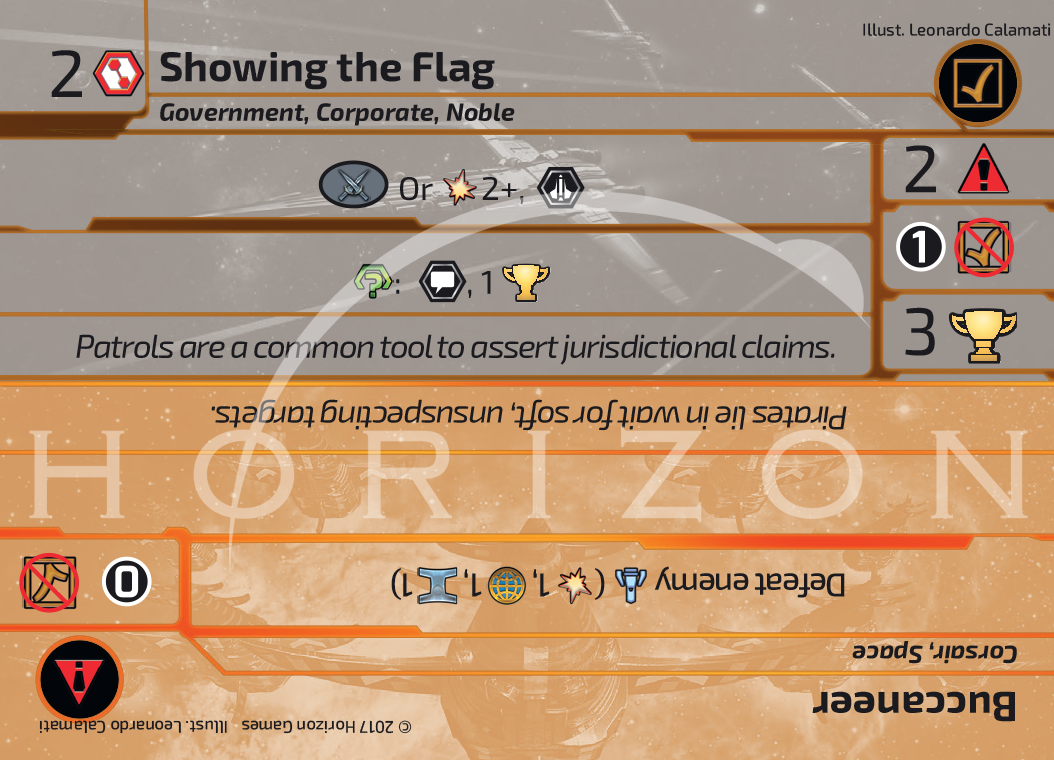 Illust. Leonardo Calamati
2 Showing the Flag
Government, Corporate, Noble
Or 2+,
2
1
: , 1
3
Patrols are a common tool to assert jurisdictional claims.
HORIZON
Buccaneer
Corsair, Space
Defeat enemy ( 1, 1, 1)
0
Pirates lie in wait for soft, unsuspecting targets.
© 2017 Horizon Games Illust. Leonardo Calamati